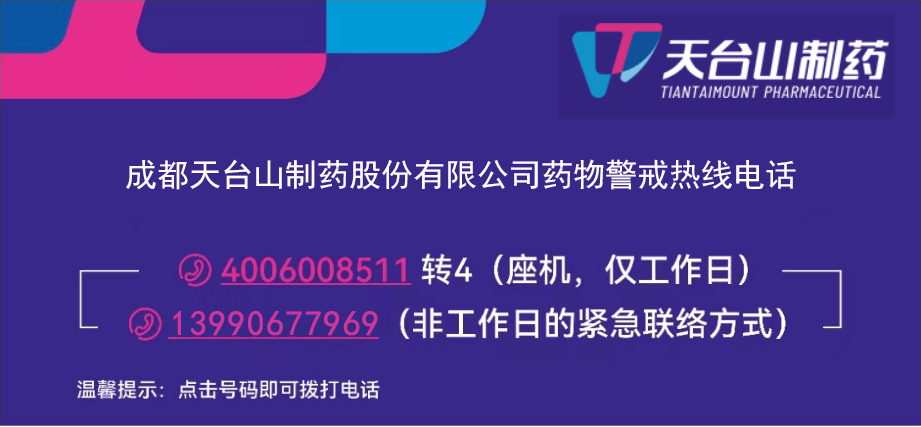 天台山制药
TIANTAIMOUNT PHARMACEUTICAL
成都天台山制药股份有限公司药物警戒热线电话
4006008511 转4（座机，仅工作日）
13990677969（非工作日的紧急联络方式）
温馨提示：点击号码即可拨打电话